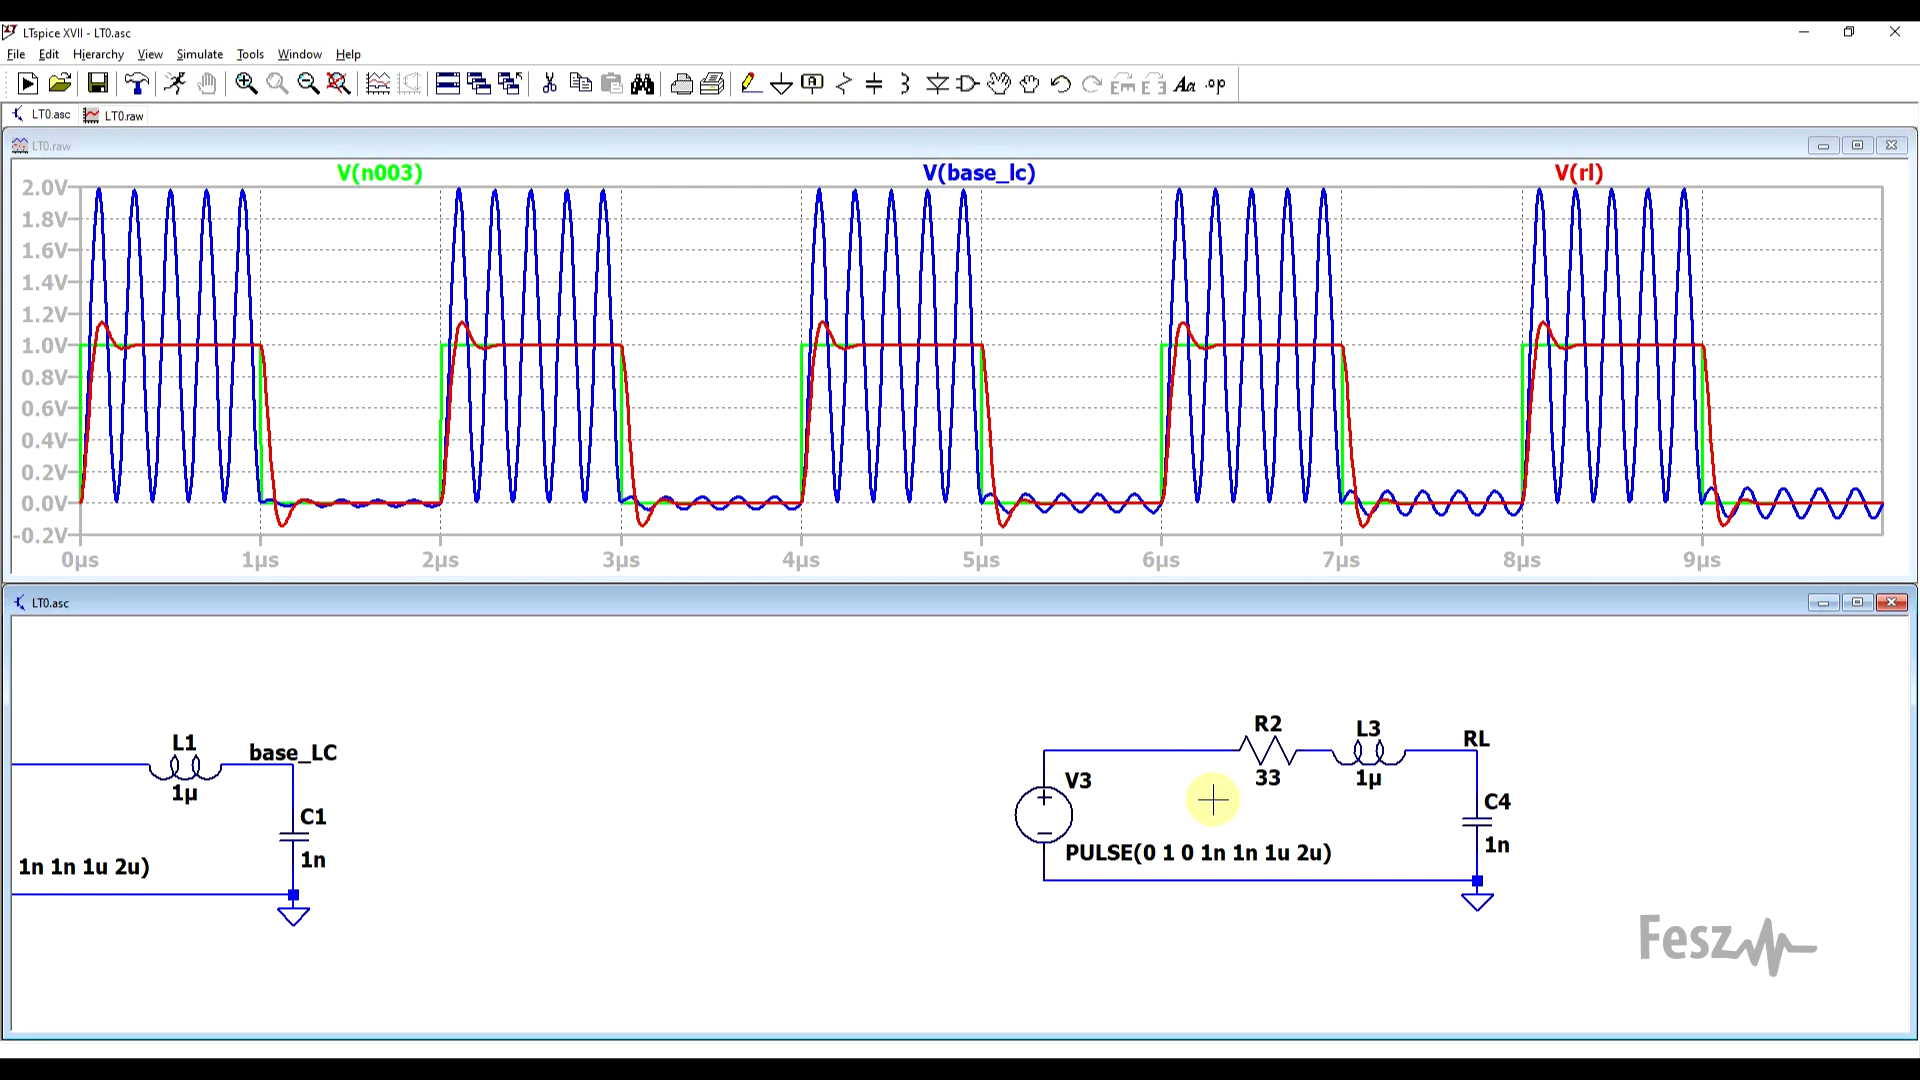 LTspice XVII - LT0.asc
File Edit Hierarchy View Simulate Tools Window Help
.op
LT0.asc LT0.raw
LT0.raw
V(n003) V(base_lc) V(rl)
2.0V
1.8V
1.6V
1.4V
1.2V
1.0V
0.8V
0.6V
0.4V
0.2V
0.0V
-0.2V
0µs 1µs 2µs 3µs 4µs 5µs 6µs 7µs 8µs 9µs
LT0.asc
L1 base_LC
1µ
C1
1n
1n 1n 1u 2u)
R2 L3 RL
33 1µ
V3
C4
1n
PULSE(0 1 0 1n 1n 1u 2u)
Fesz